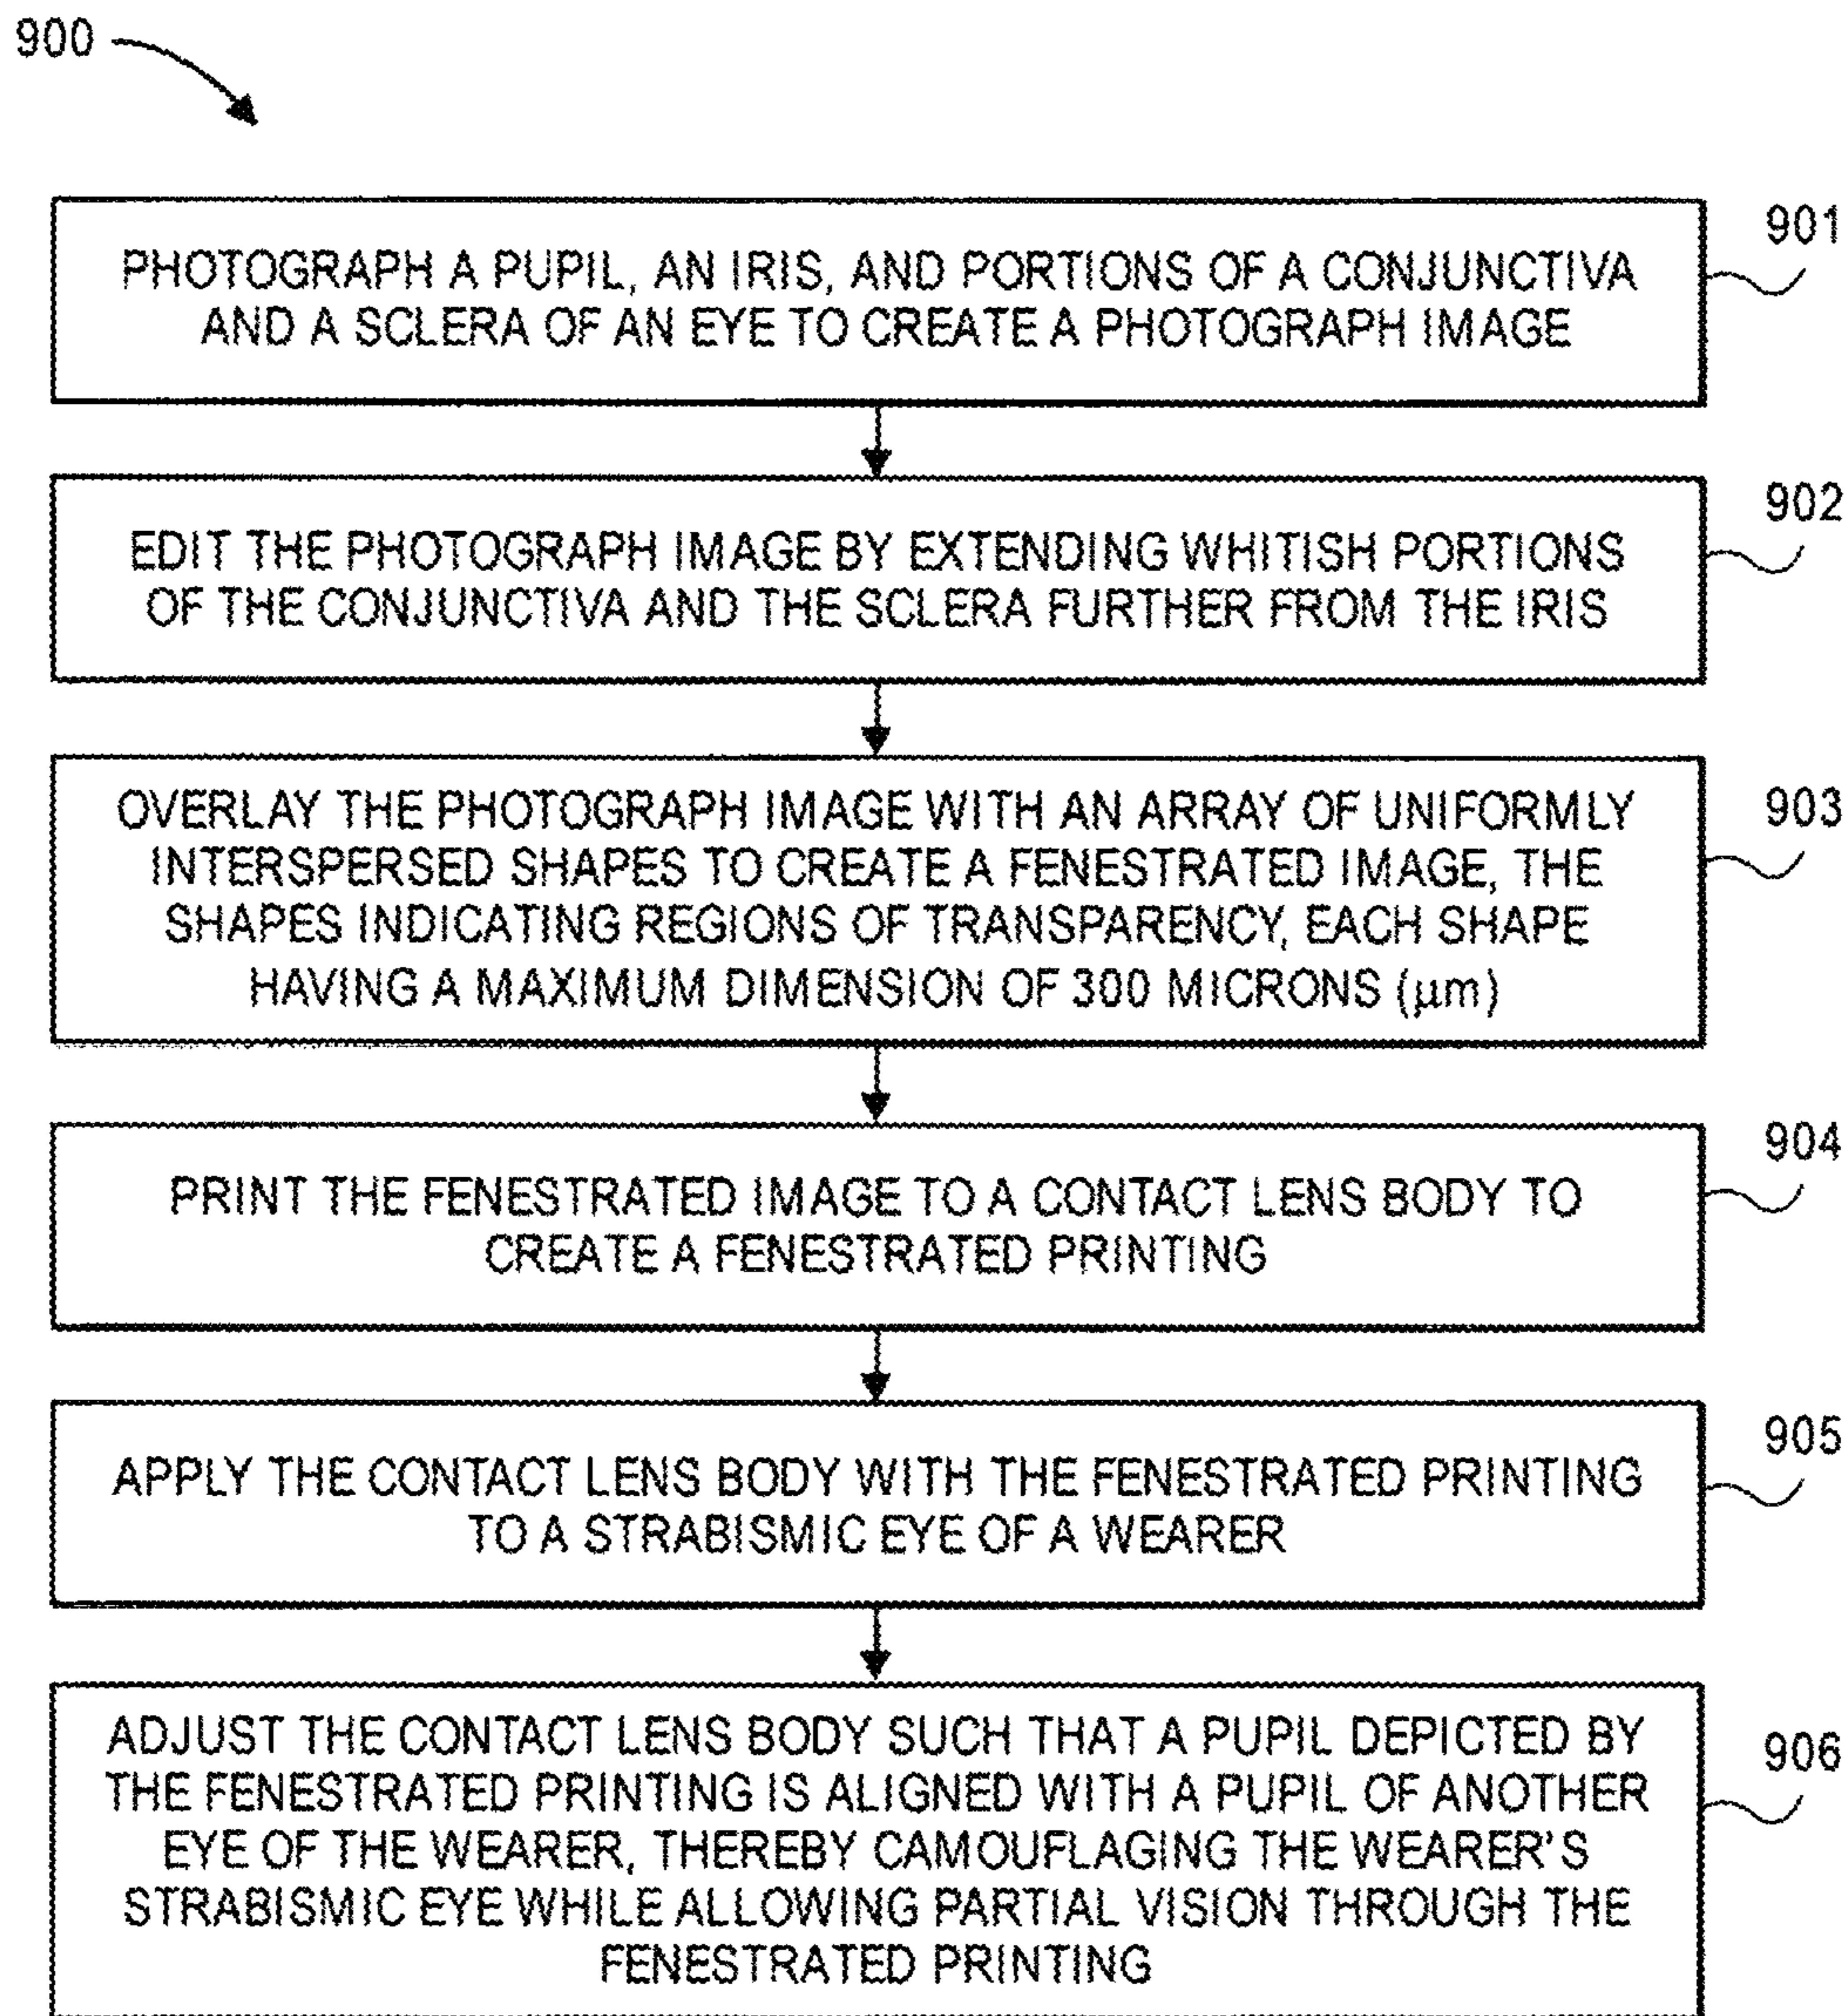 900
901
PHOTOGRAPH A PUPIL, AN IRIS, AND PORTIONS OF A CONJUNCTIVA
AND A SCLERA OF AN EYE TO CREATE A PHOTOGRAPH IMAGE
902
EDIT THE PHOTOGRAPH IMAGE BY EXTENDING WHITISH PORTIONS
OF THE CONJUNCTIVA AND THE SCLERA FURTHER FROM THE IRIS
903
OVERLAY THE PHOTOGRAPH IMAGE WITH AN ARRAY OF UNIFORMLY
INTERSPERSED SHAPES TO CREATE A FENESTRATED IMAGE, THE
SHAPES INDICATING REGIONS OF TRANSPARENCY, EACH SHAPE
HAVING A MAXIMUM DIMENSION OF 300 MICRONS (µm)
904
PRINT THE FENESTRATED IMAGE TO A CONTACT LENS BODY TO
CREATE A FENESTRATED PRINTING
905
APPLY THE CONTACT LENS BODY WITH THE FENESTRATED PRINTING
TO A STRABISMIC EYE OF A WEARER
906
ADJUST THE CONTACT LENS BODY SUCH THAT A PUPIL DEPICTED BY
THE FENESTRATED PRINTING IS ALIGNED WITH A PUPIL OF ANOTHER
EYE OF THE WEARER, THEREBY CAMOUFLAGING THE WEARER'S
STRABISMIC EYE WHILE ALLOWING PARTIAL VISION THROUGH THE
FENESTRATED PRINTING